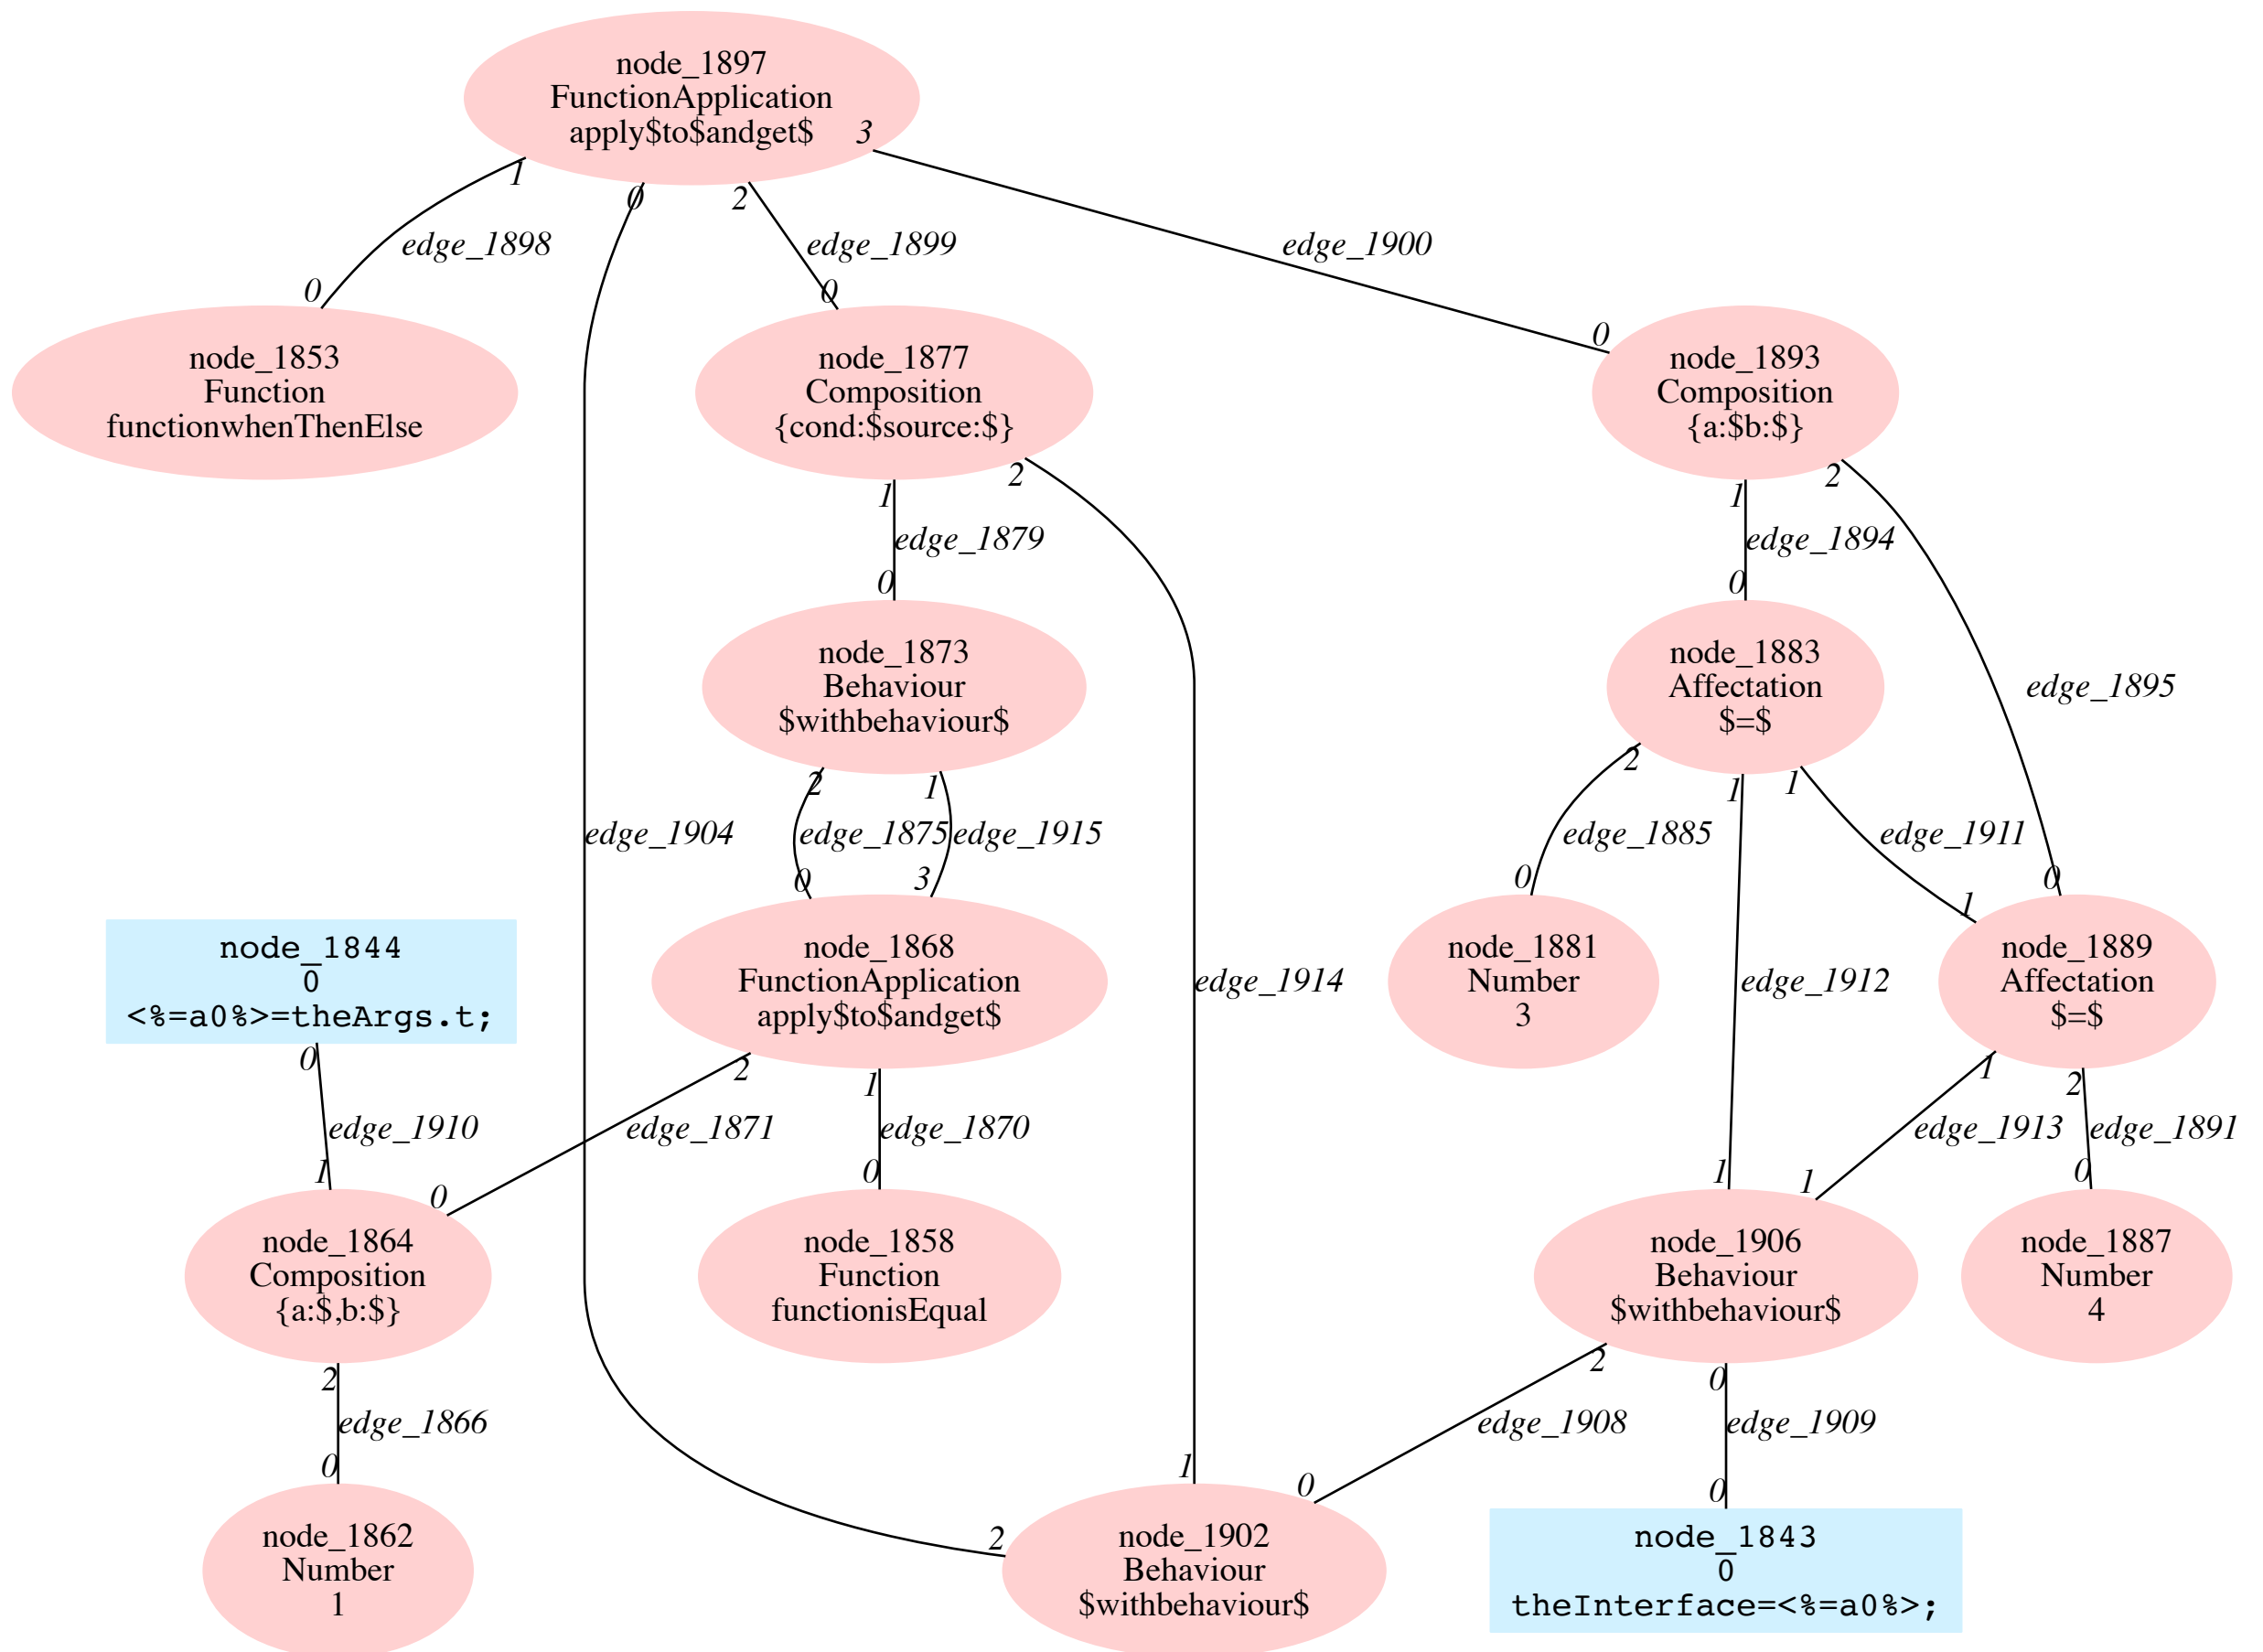 node_1897
FunctionApplication
apply$to$andget$
3
1
0
2
edge_1898
edge_1899
edge_1900
0
0
0
node_1853
Function
functionwhenThenElse
node_1877
Composition
{cond:$source:$}
node_1893
Composition
{a:$b:$}
1
2
1
2
edge_1879
edge_1894
0
0
node_1873
Behaviour
$withbehaviour$
node_1883
Affectation
$=$
edge_1895
2
1
2
1
1
edge_1904
edge_1875
edge_1915
edge_1885
edge_1911
0
3
0
1
0
node_1844
0
<%=a0%>=theArgs.t;
node_1868
FunctionApplication
apply$to$andget$
edge_1914
node_1881
Number
3
edge_1912
node_1889
Affectation
$=$
0
2
1
1
2
edge_1910
edge_1871
edge_1870
edge_1913
edge_1891
1
0
0
1
1
0
node_1864
Composition
{a:$,b:$}
node_1858
Function
functionisEqual
node_1906
Behaviour
$withbehaviour$
node_1887
Number
4
2
2
0
edge_1866
edge_1908
edge_1909
0
1
0
0
node_1862
Number
1
2
node_1902
Behaviour
$withbehaviour$
node_1843
0
theInterface=<%=a0%>;